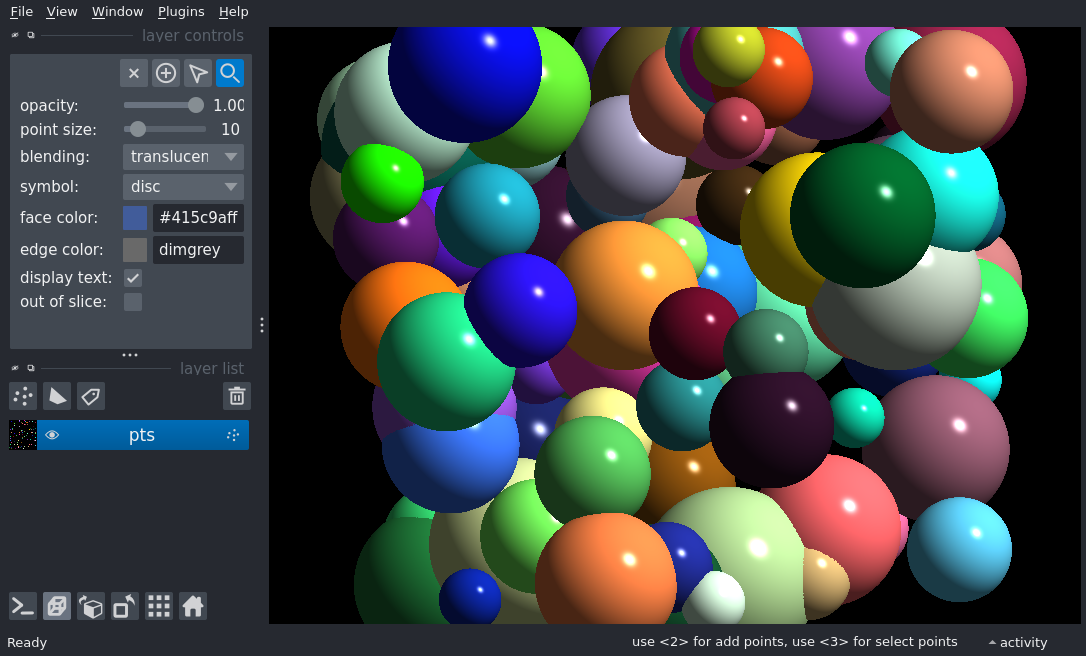 File View Window Plugins Help
layer controls
opacity: 1.00
point size: 10
blending: translucen
symbol: disc
face color: #415c9aff
edge color: dimgrey
display text:
out of slice:
layer list
pts
Ready use <2> for add points, use <3> for select points activity